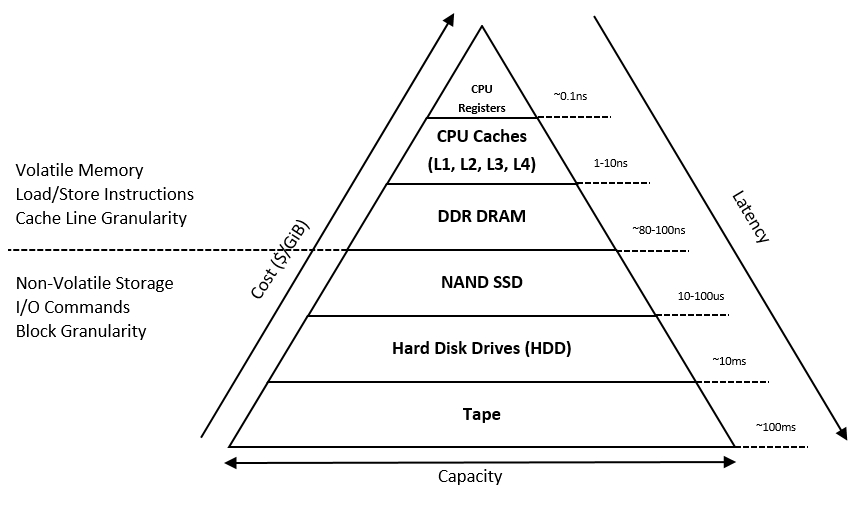 CPU
Registers
~0.1ns
CPU Caches
(L1, L2, L3, L4)
1-10ns
Volatile Memory
Load/Store Instructions
Cache Line Granularity
DDR DRAM
~80-100ns
Latency
Cost ($/GiB)
Non-Volatile Storage
I/O Commands
Block Granularity
NAND SSD
10-100us
Hard Disk Drives (HDD)
~10ms
Tape
~100ms
Capacity